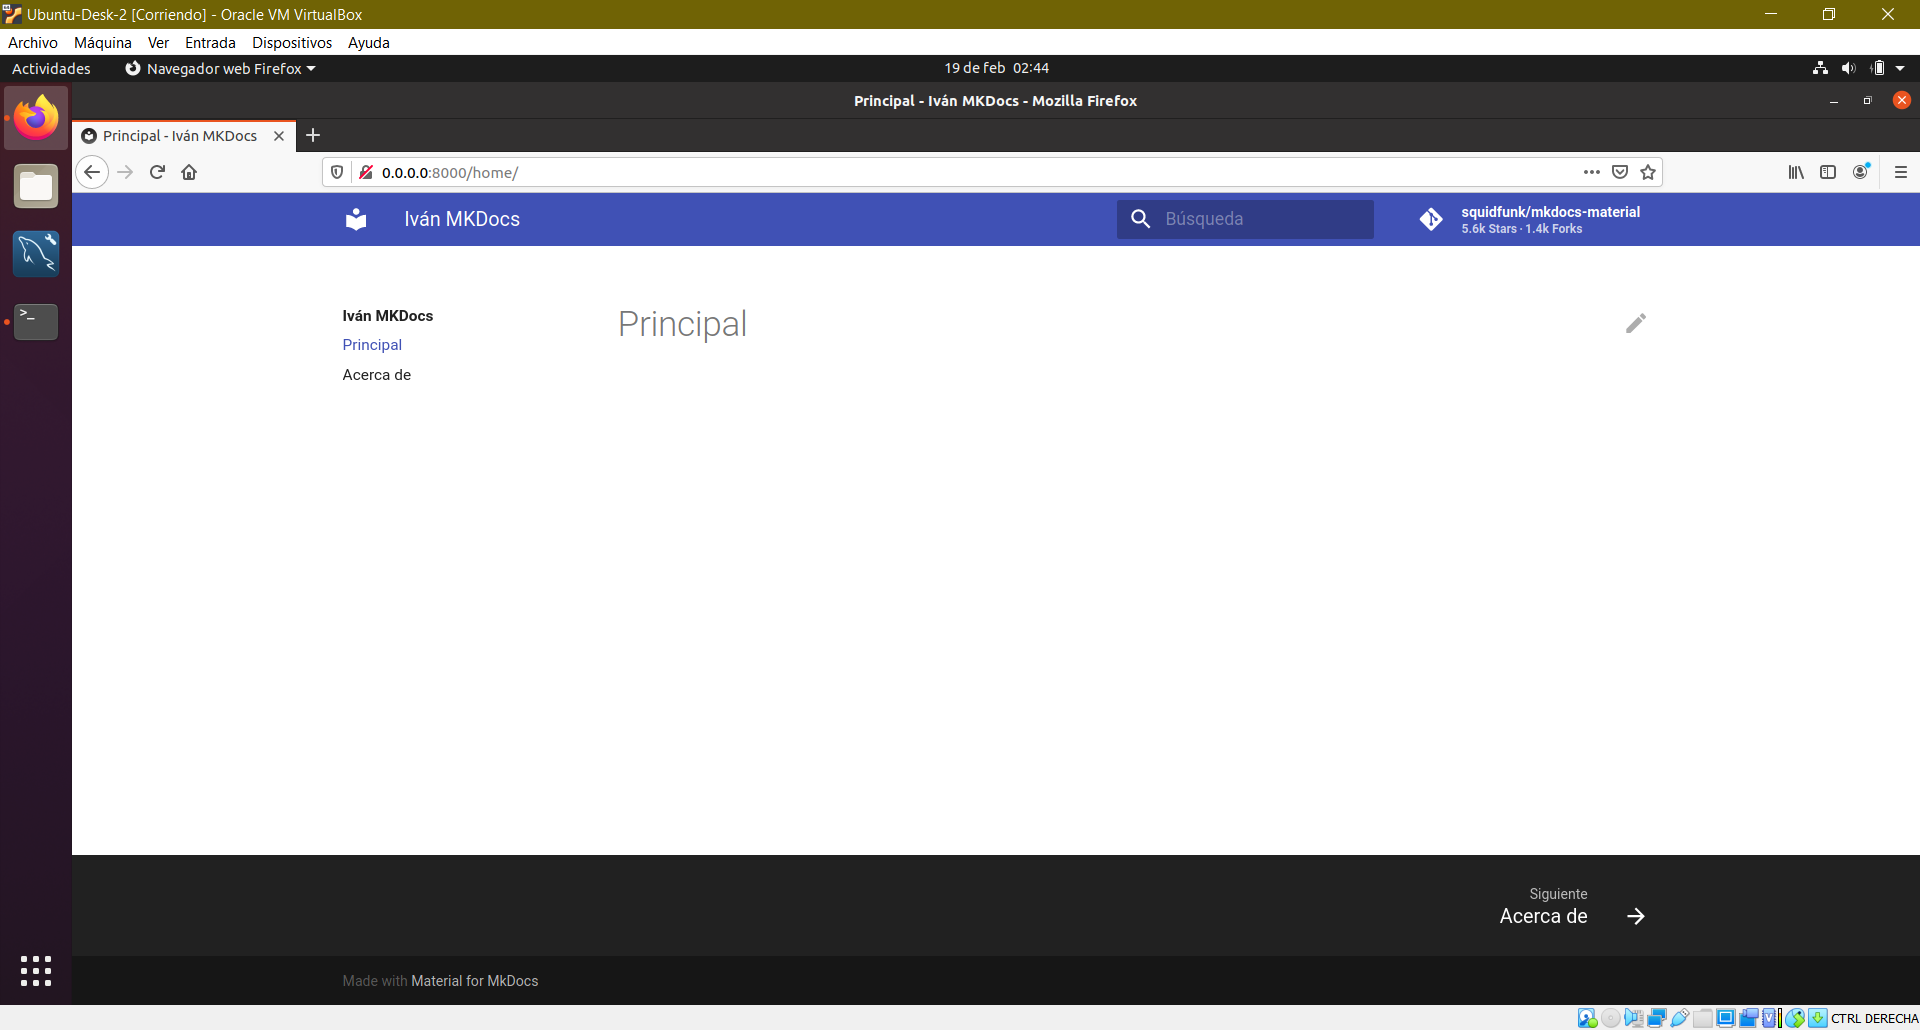 Ubuntu-Desk-2 [Corriendo] - Oracle VM VirtualBox
Archivo Máquina Ver Entrada Dispositivos Ayuda
Actividades Navegador web Firefox 19 de feb 02:44
Principal - Iván MKDocs - Mozilla Firefox
Principal - Iván MKDocs
0.0.0.0:8000/home/
Iván MKDocs
Búsqueda
squidfunk/mkdocs-material
5.6k Stars · 1.4k Forks
Iván MKDocs
Principal
Acerca de
Principal
Siguiente
Acerca de
Made with Material for MkDocs
CTRL DERECHA